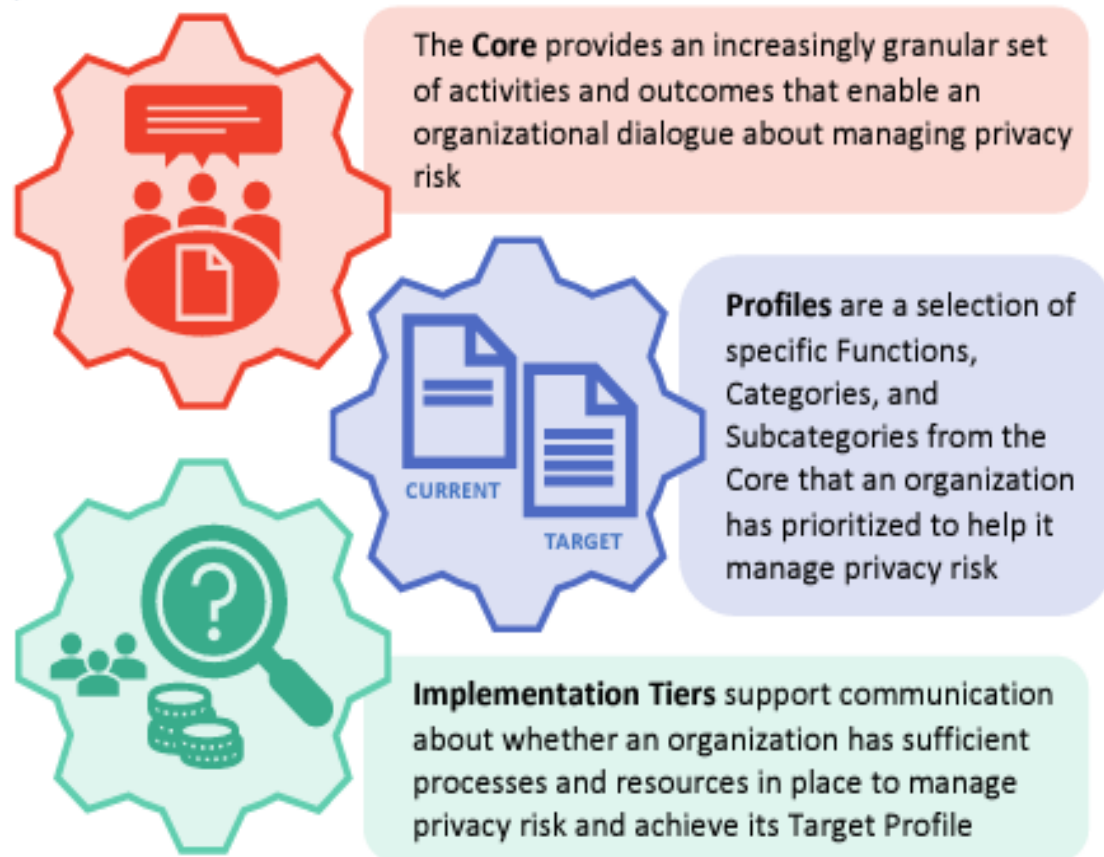 The Core provides an increasingly granular set
of activities and outcomes that enable an
organizational dialogue about managing privacy
risk
Profiles are a selection of
specific Functions,
Categories, and
Subcategories from the
Core that an organization
has prioritized to help it
manage privacy risk
CURRENT
TARGET
?
Implementation Tiers support communication
about whether an organization has sufficient
processes and resources in place to manage
privacy risk and achieve its Target Profile